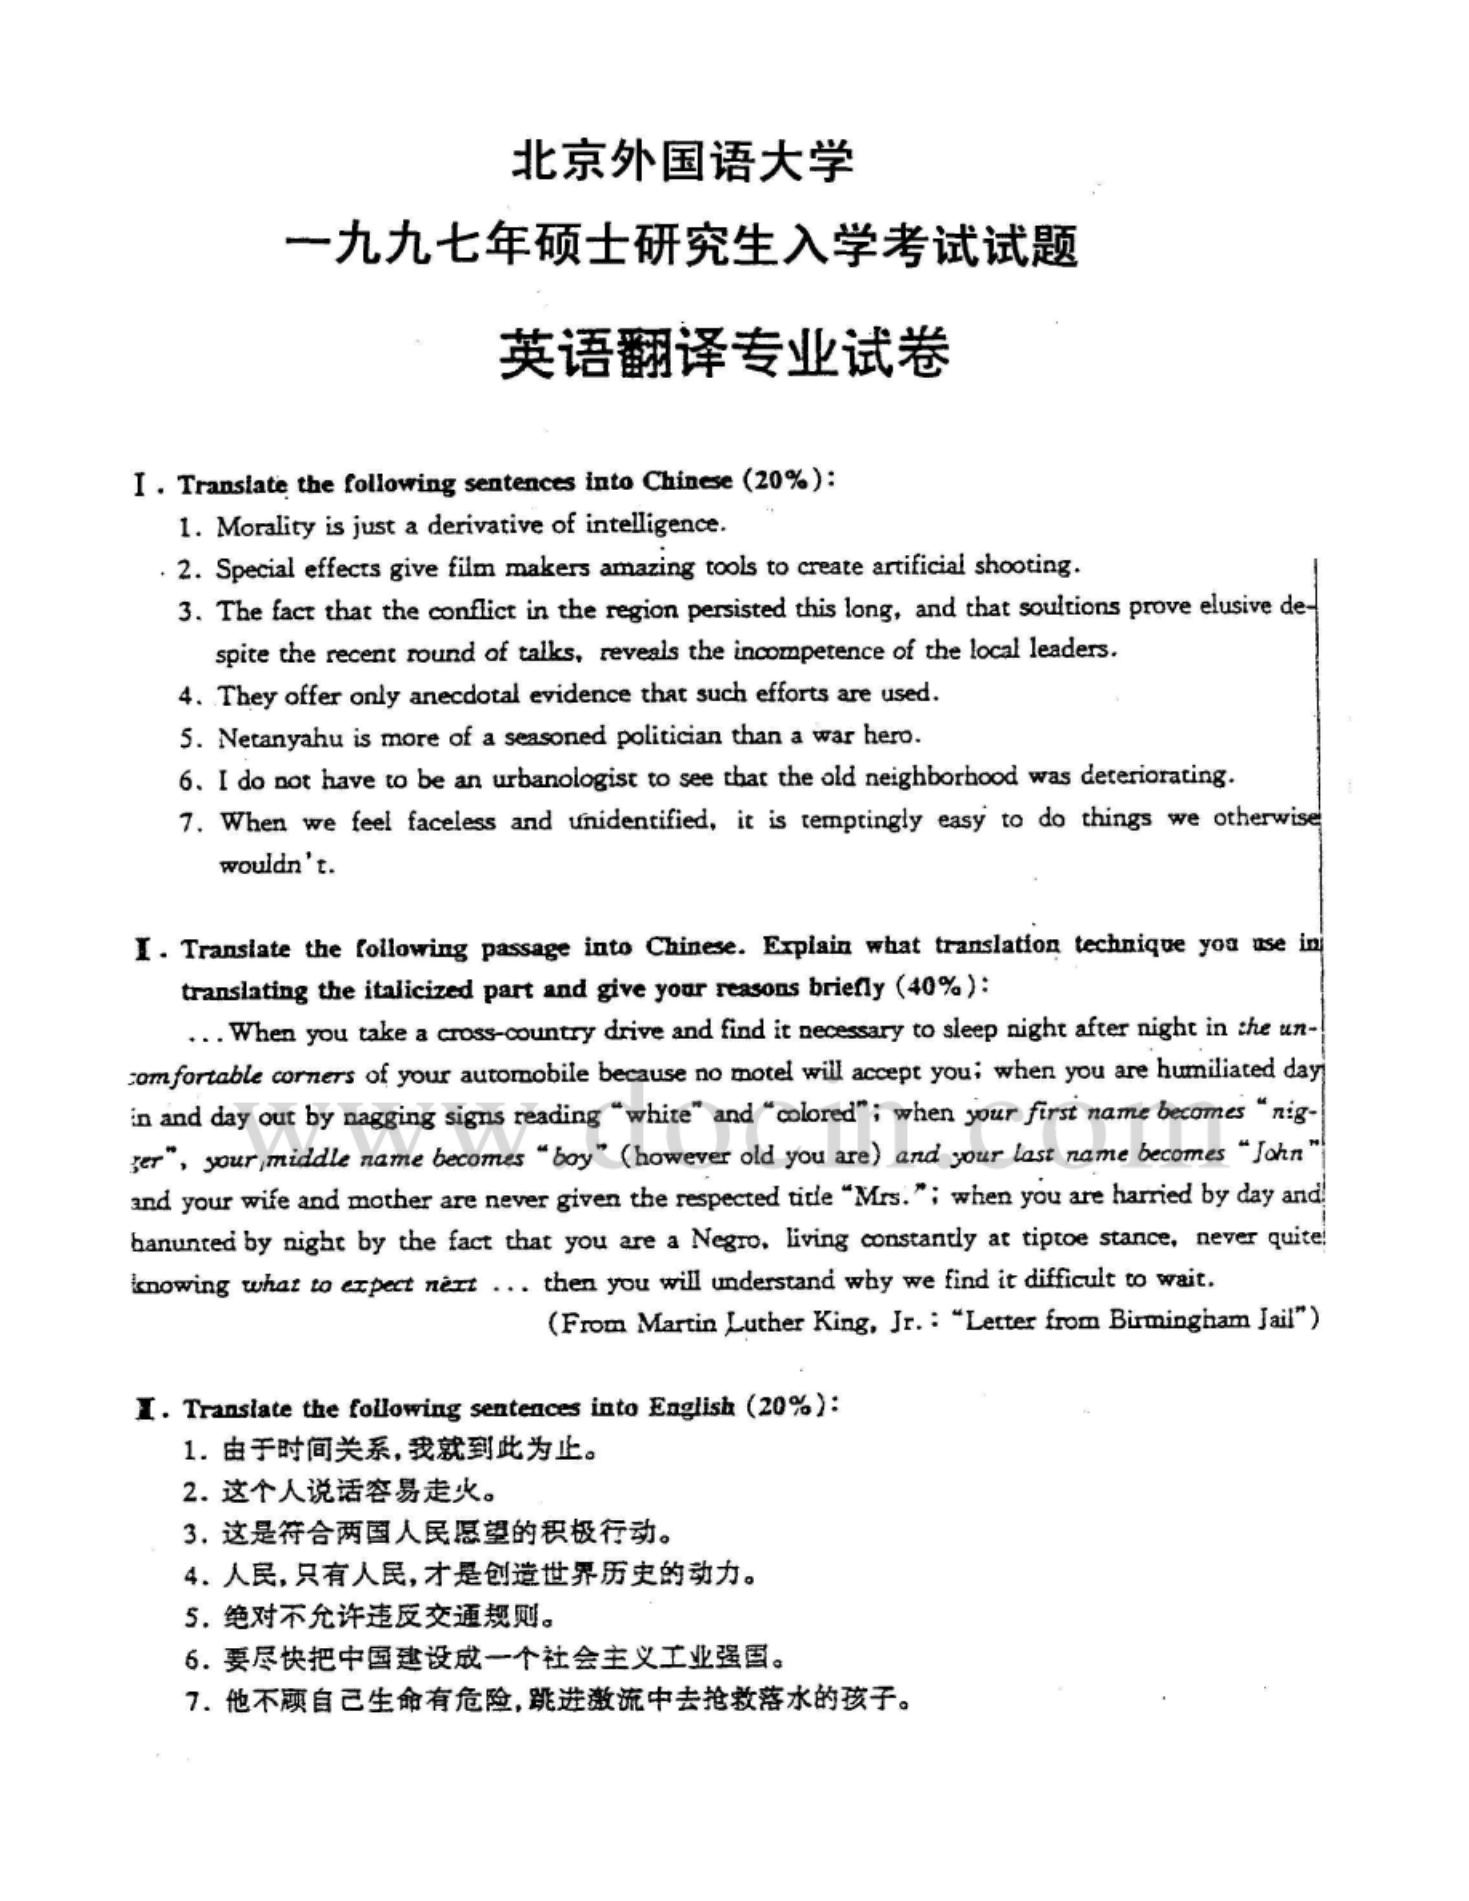 北京外国语大学
一九九七年硕士研究生入学考试试题
英语翻译专业试卷
Ⅰ. Translate the following sentences into Chinese (20%):
1. Morality is just a derivative of intelligence.
2. Special effects give film makers amazing tools to create artificial shooting.
3. The fact that the conflict in the region persisted this long, and that soultions prove elusive de-
spite the recent round of talks, reveals the incompetence of the local leaders.
4. They offer only anecdotal evidence that such efforts are used.
5. Netanyahu is more of a seasoned politician than a war hero.
6. I do not have to be an urbanologist to see that the old neighborhood was deteriorating.
7. When we feel faceless and unidentified, it is temptingly easy to do things we otherwise
wouldn't.
Ⅱ. Translate the following passage into Chinese. Explain what translation technique you use in
translating the italicized part and give your reasons briefly (40%):
...When you take a cross-country drive and find it necessary to sleep night after night in the un-
comfortable corners of your automobile because no motel will accept you; when you are humiliated day
in and day out by nagging signs reading "white" and "colored"; when your first name becomes "nig-
ger", your middle name becomes "boy" (however old you are) and your last name becomes "John"
and your wife and mother are never given the respected title "Mrs."; when you are harried by day and
hanunted by night by the fact that you are a Negro, living constantly at tiptoe stance, never quite
knowing what to expect next ... then you will understand why we find it difficult to wait.
(From Martin Luther King, Jr.: "Letter from Birmingham Jail")
Ⅲ. Translate the following sentences into English (20%):
1. 由于时间关系,我就到此为止。
2. 这个人说话容易走火。
3. 这是符合两国人民愿望的积极行动。
4. 人民,只有人民,才是创造世界历史的动力。
5. 绝对不允许违反交通规则。
6. 要尽快把中国建设成一个社会主义工业强国。
7. 他不顾自己生命有危险,跳进激流中去抢救落水的孩子。
www.docin.com